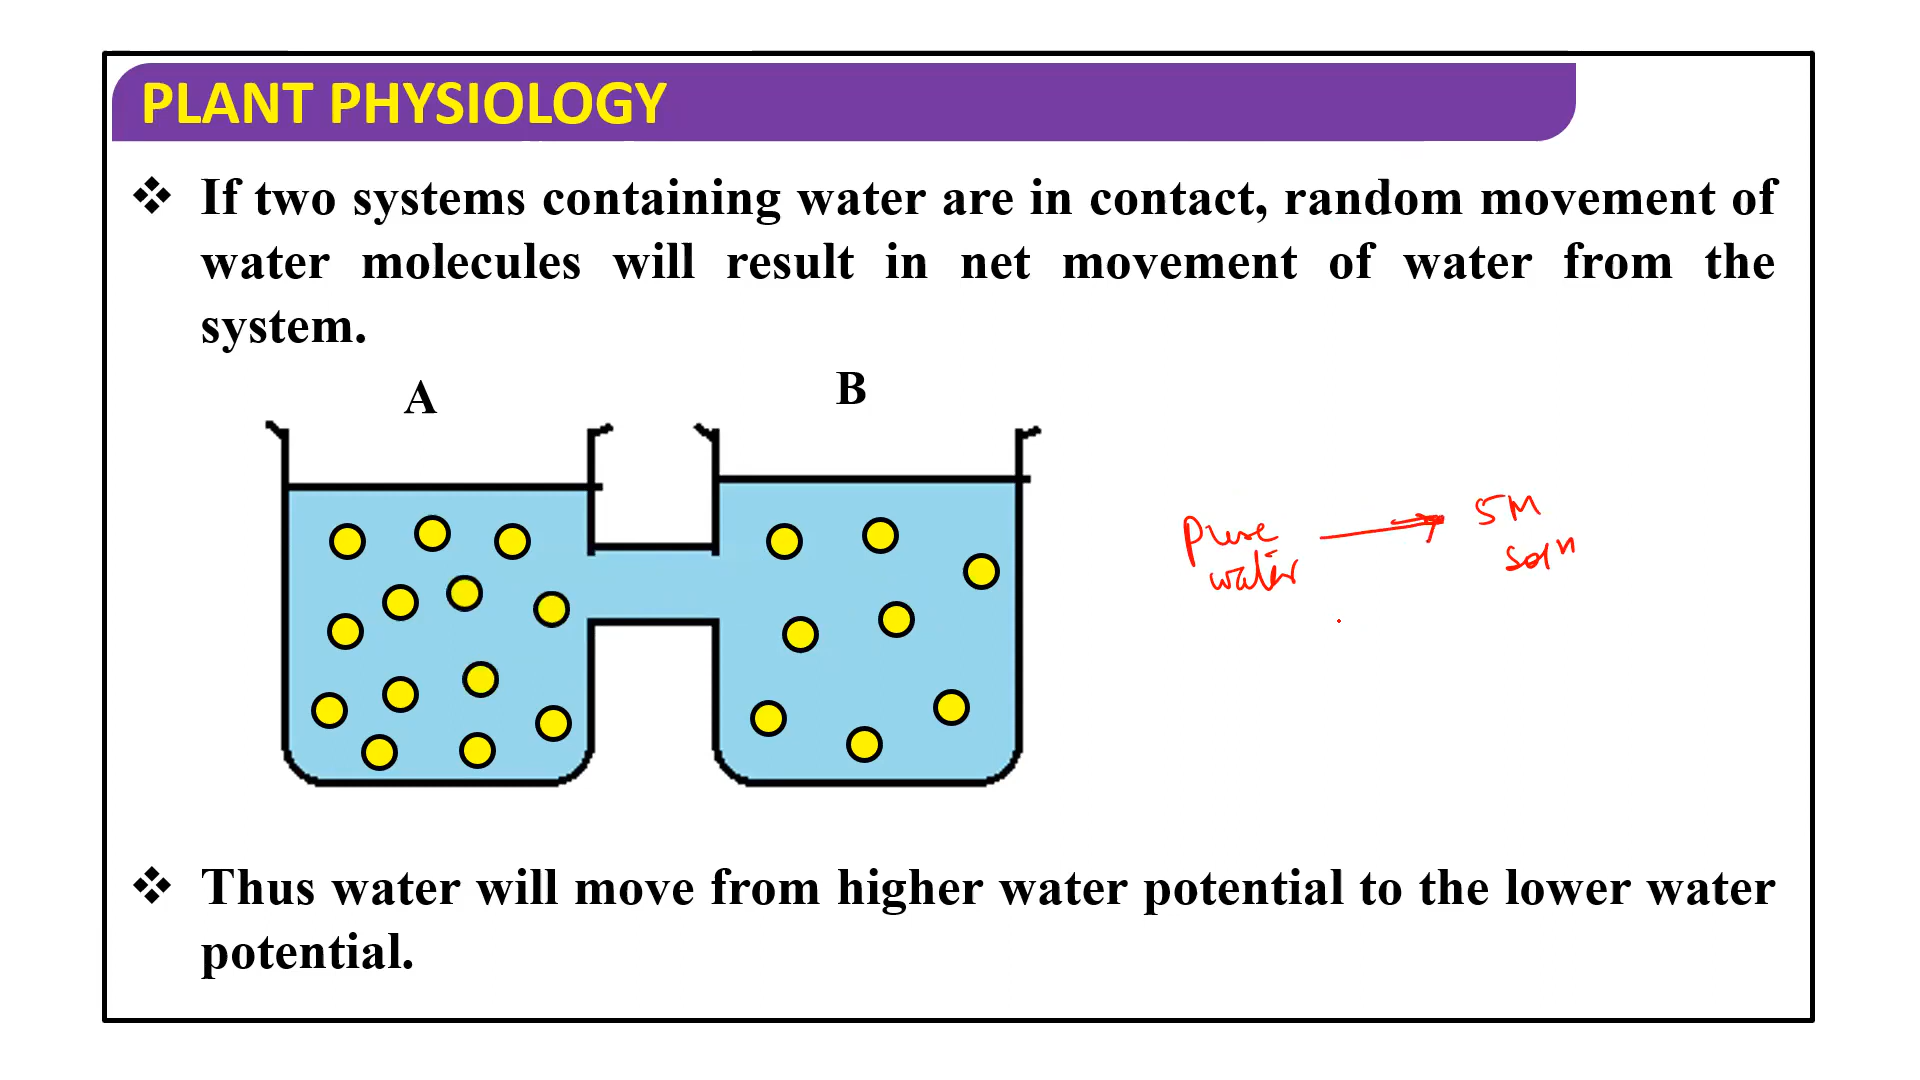 PLANT PHYSIOLOGY
❖ If two systems containing water are in contact, random movement of
water molecules will result in net movement of water from the
system.
A
B
Pure
water
5M
soln
❖ Thus water will move from higher water potential to the lower water
potential.